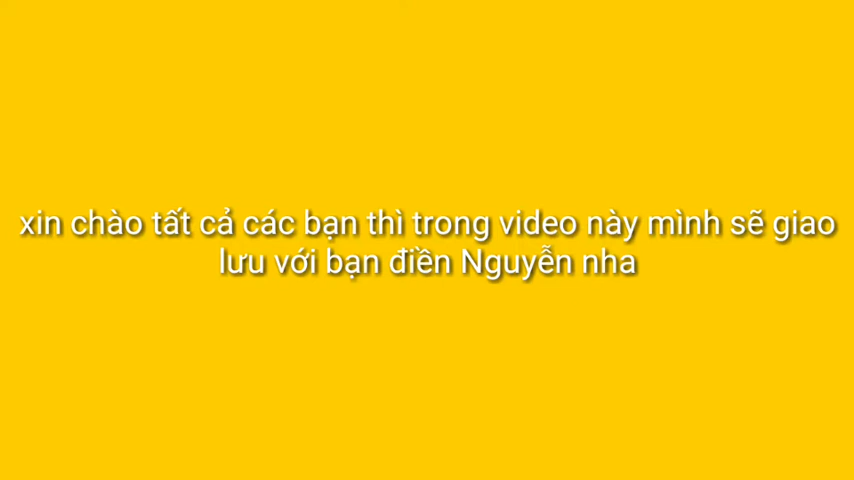 xin chào tất cả các bạn thì trong video này mình sẽ giao
lưu với bạn điền Nguyễn nha